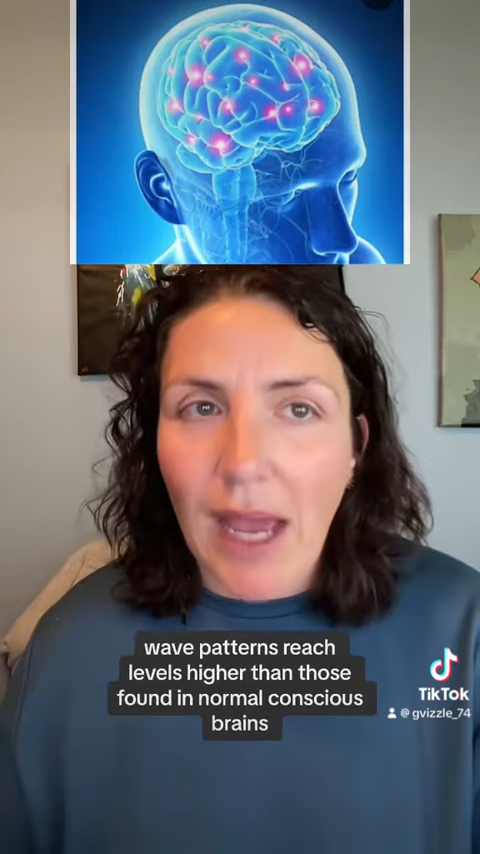 wave patterns reach
levels higher than those
found in normal conscious
brains
TikTok
@gvizzle_74